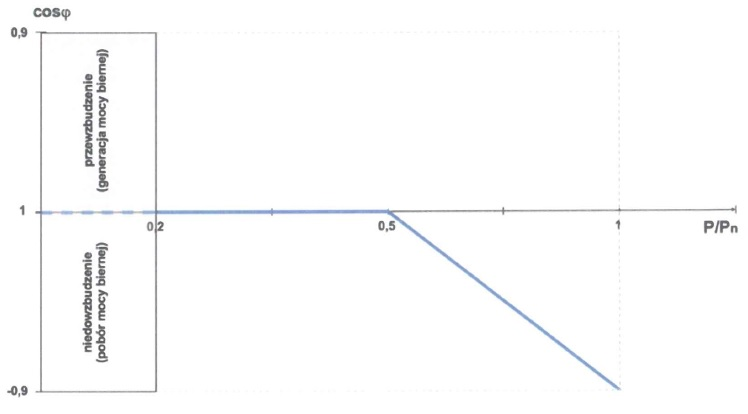 cosφ
0,9
przewzbudzenie
(generacja mocy biernej)
1
0,2
0,5
1
P/Pn
niedowzbudzenie
(pobór mocy biernej)
-0,9